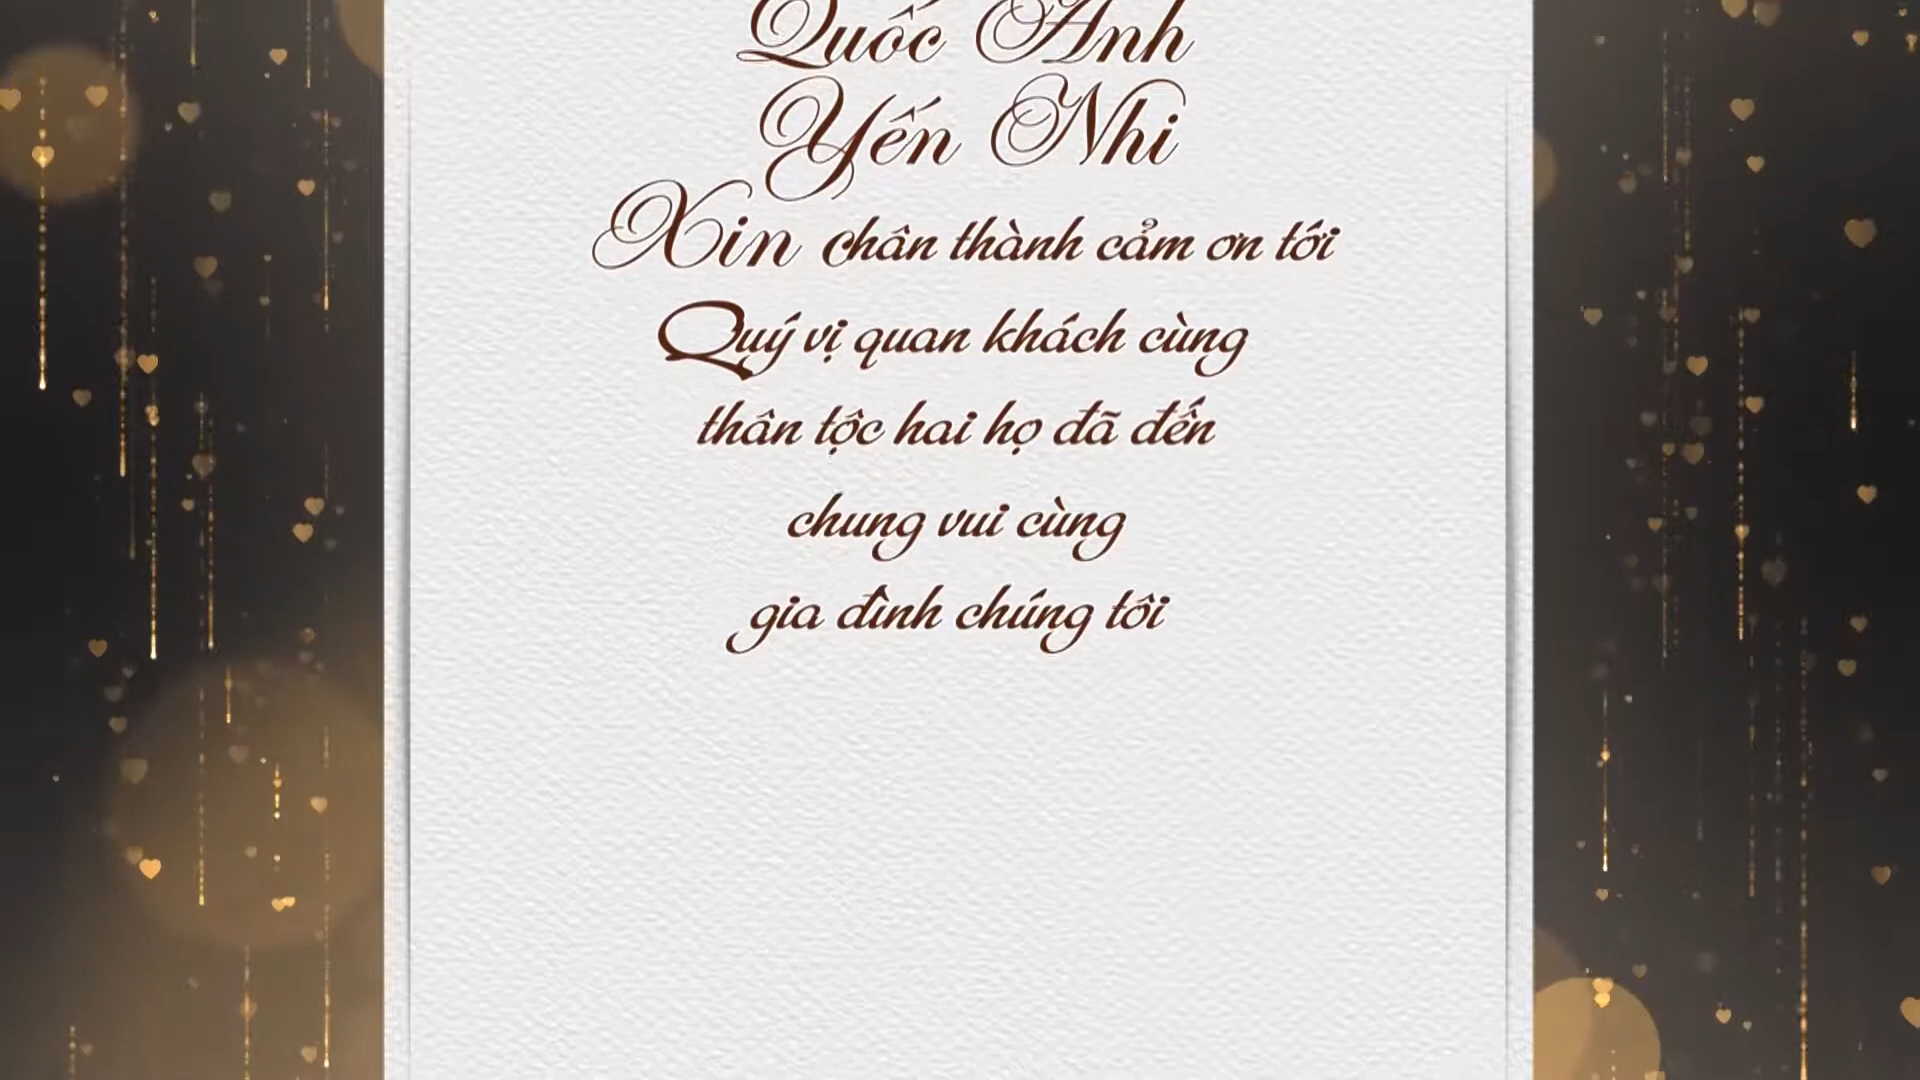 Quốc Anh
Yến Nhi
Xin chân thành cảm ơn tới
Quý vị quan khách cùng
thân tộc hai họ đã đến
chung vui cùng
gia đình chúng tôi